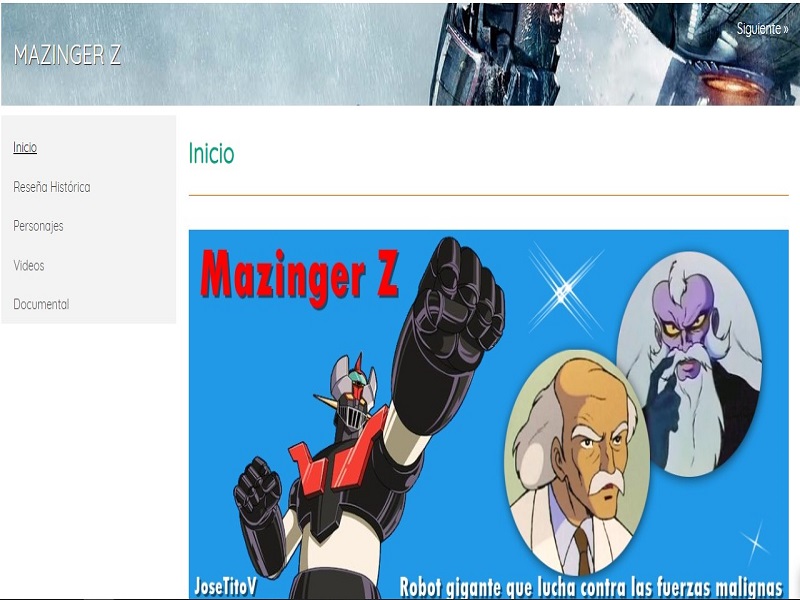 Siguiente »
MAZINGER Z
Inicio
Reseña Histórica
Personajes
Videos
Documental
Inicio
Mazinger Z
JoseTitoV
Robot gigante que lucha contra las fuerzas malignas